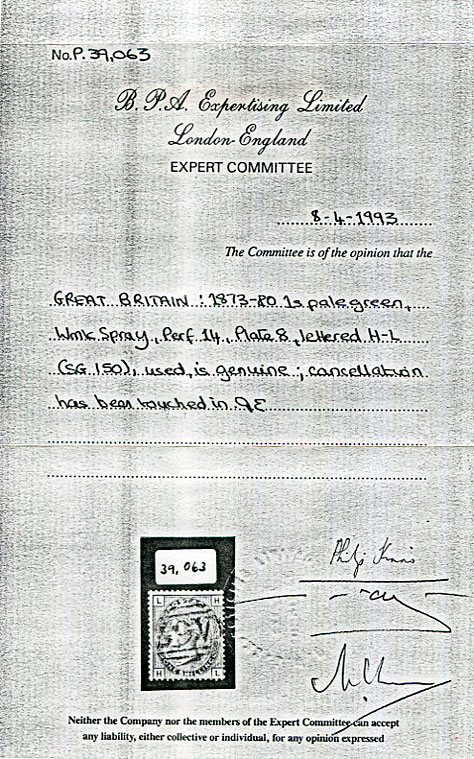 No.P. 39,063
B. P. A. Expertising Limited
London-England
EXPERT COMMITTEE
8-4-1993
The Committee is of the opinion that the
GREAT BRITAIN : 1873-80 1s pale green,
Wmk Spray, Perf 14, Plate 8, lettered H-L
(SG 150), used, is genuine; cancellation
has been touched in.
39, 063
L H
H L
Neither the Company nor the members of the Expert Committee can accept
any liability, either collective or individual, for any opinion expressed